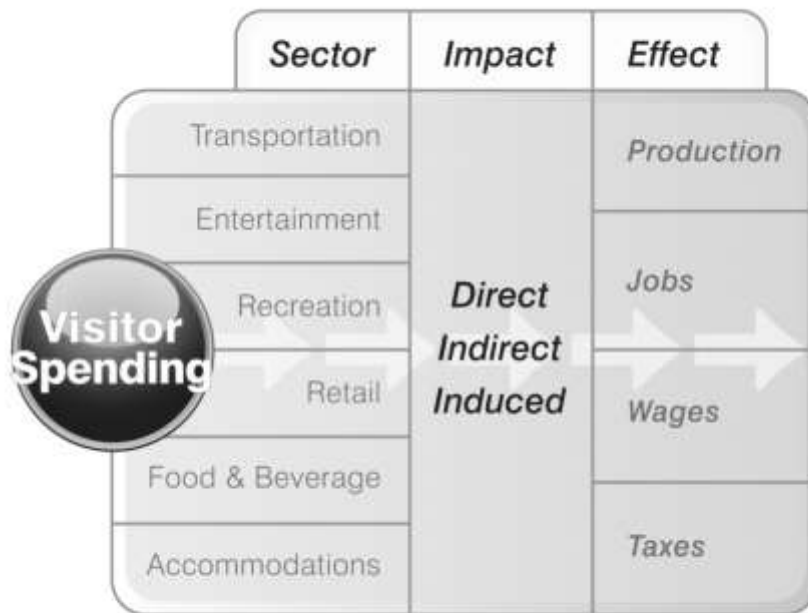 Sector Impact Effect
Transportation
Entertainment
Recreation
Retail
Food & Beverage
Accommodations
Visitor
Spending
Direct
Indirect
Induced
Production
Jobs
Wages
Taxes